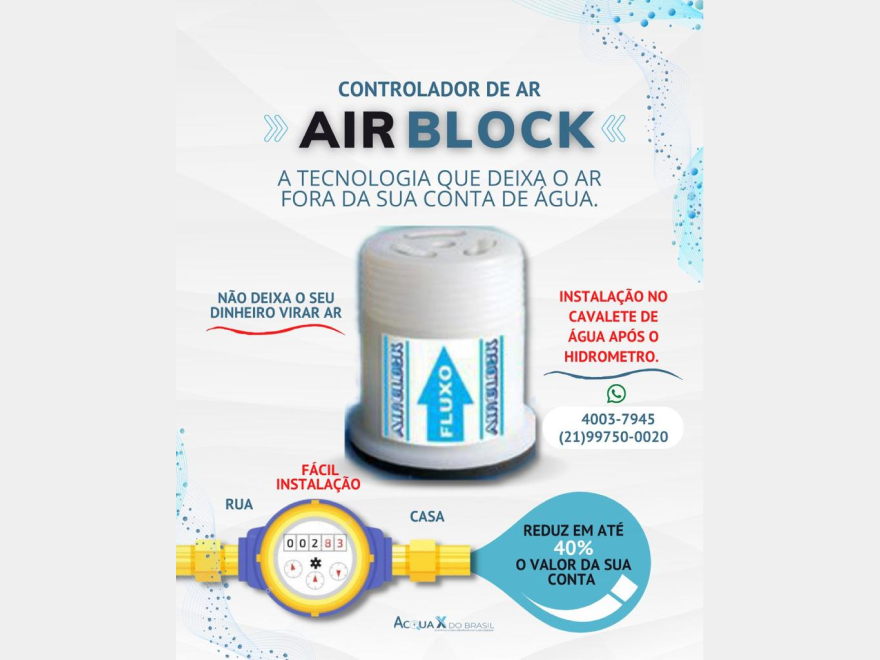 CONTROLADOR DE AR
AIR BLOCK
A TECNOLOGIA QUE DEIXA O AR
FORA DA SUA CONTA DE ÁGUA.
NÃO DEIXA O SEU
DINHEIRO VIRAR AR
INSTALAÇÃO NO
CAVALETE DE
ÁGUA APÓS O
HIDROMETRO.
4003-7945
(21)99750-0020
FLUXO
FÁCIL
INSTALAÇÃO
RUA
CASA
00283
REDUZ EM ATÉ
40%
O VALOR DA SUA
CONTA
ACQUA X DO BRASIL